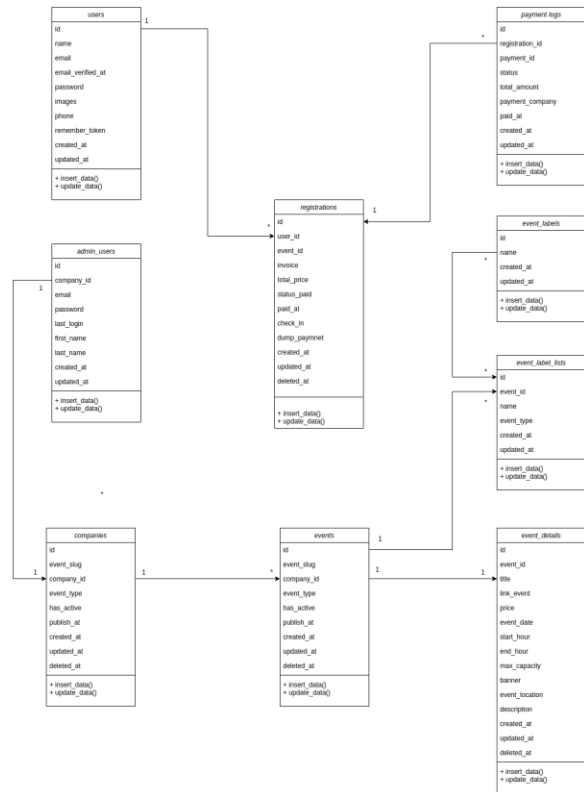 users
id
name
email
email_verified_at
password
images
phone
remember_token
created_at
updated_at
+ insert_data()
+ update_data()
1
*
payment logs
id
registration_id
payment_id
status
total_amount
payment_company
paid_at
created_at
updated_at
+ insert_data()
+ update_data()
*
1
registrations
id
user_id
event_id
invoice
total_price
status_paid
paid_at
check_in
dump_paymnet
created_at
updated_at
deleted_at
+ insert_data()
+ update_data()
admin_users
id
company_id
email
password
last_login
first_name
last_name
created_at
updated_at
+ insert_data()
+ update_data()
1
1
*
event_labels
id
name
created_at
updated_at
+ insert_data()
+ update_data()
*
*
event_label_lists
id
event_id
name
event_type
created_at
updated_at
+ insert_data()
+ update_data()
*
1
companies
id
event_slug
company_id
event_type
has_active
publish_at
created_at
updated_at
deleted_at
+ insert_data()
+ update_data()
1
*
events
id
event_slug
company_id
event_type
has_active
publish_at
created_at
updated_at
deleted_at
+ insert_data()
+ update_data()
1
1
event_details
id
event_id
title
link_event
price
event_date
start_hour
end_hour
max_capacity
banner
event_location
description
created_at
updated_at
deleted_at
+ insert_data()
+ update_data()